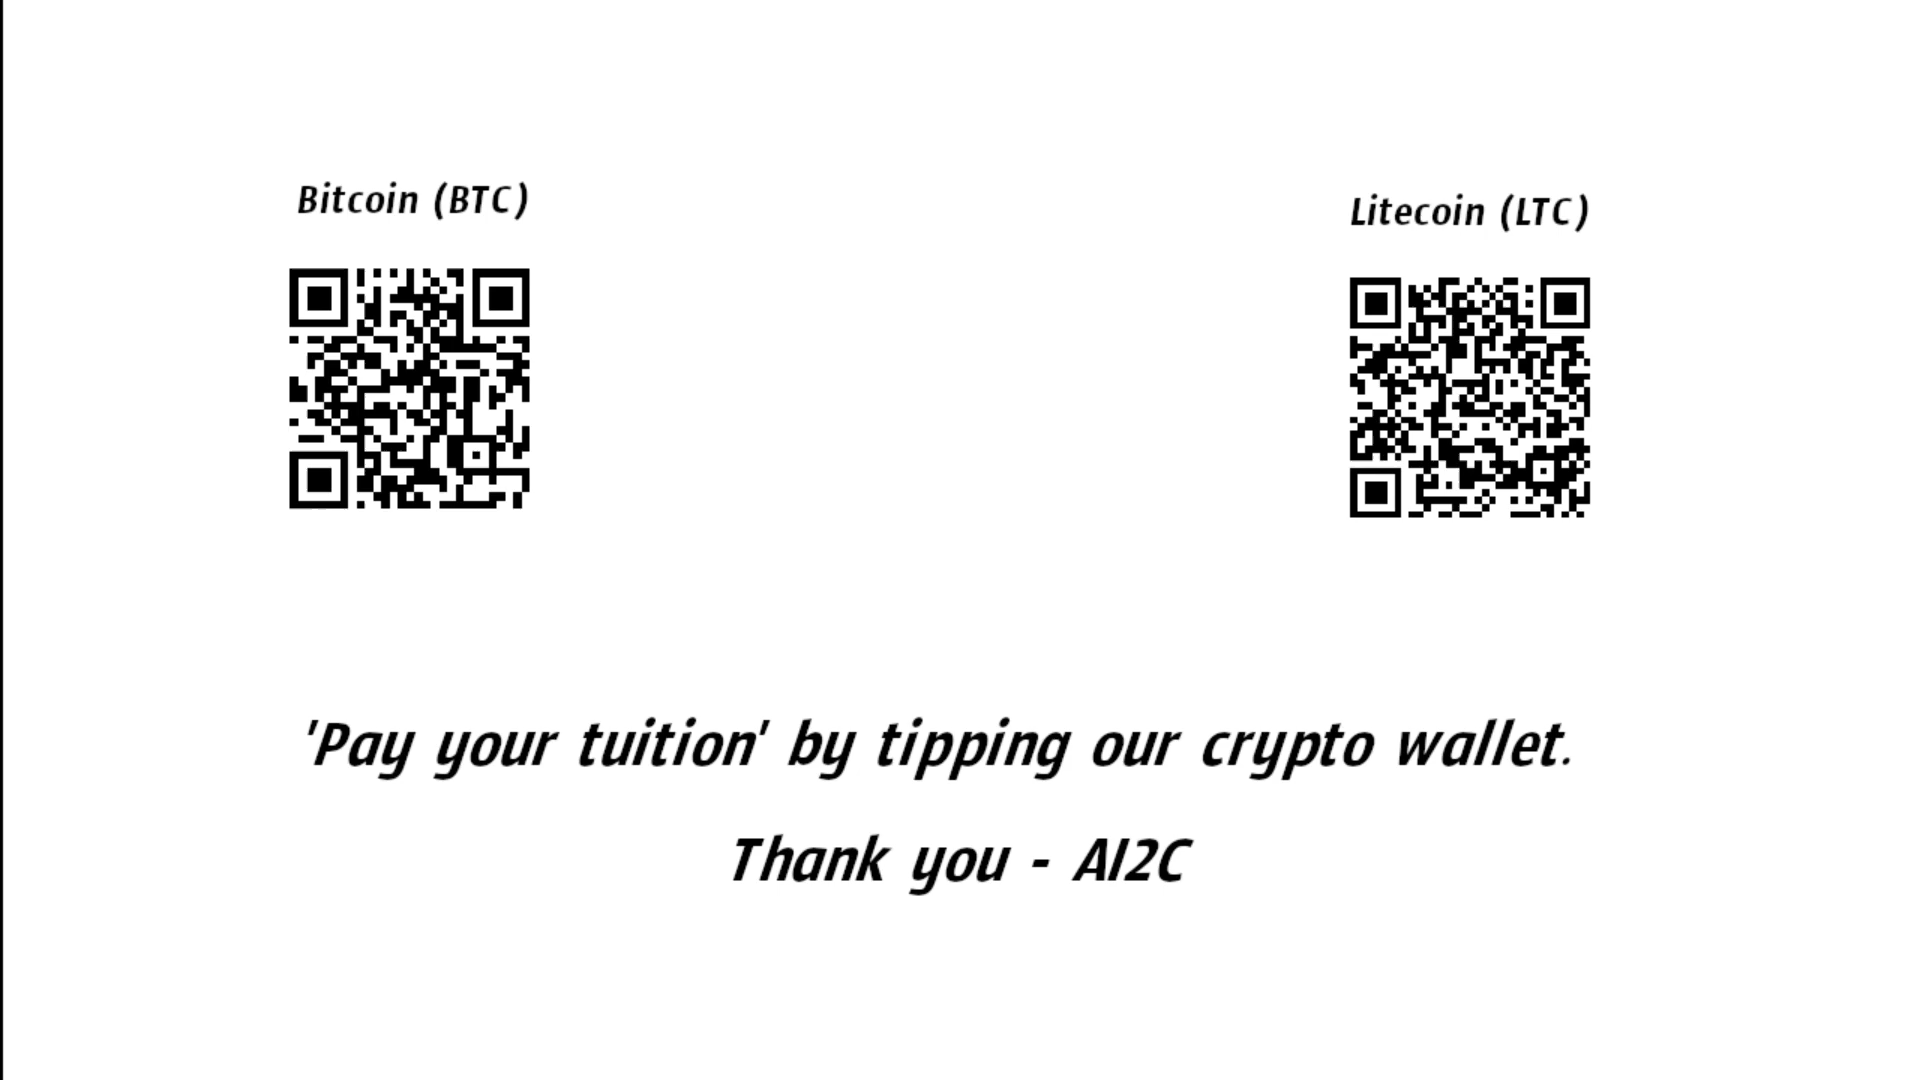 Bitcoin (BTC)
Litecoin (LTC)
'Pay your tuition' by tipping our crypto wallet.
Thank you - AI2C